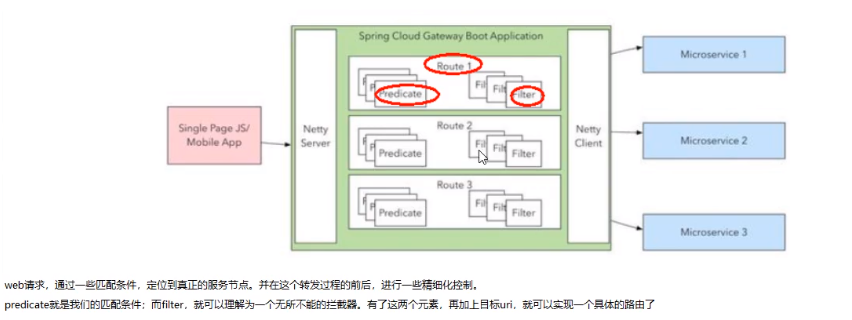 Spring Cloud Gateway Boot Application
Single Page JS/
Mobile App
Netty
Server
Route 1
Predicate
Filter
Route 2
Predicate
Filter
Route 3
Predicate
Filter
Netty
Client
Microservice 1
Microservice 2
Microservice 3
web请求，通过一些匹配条件，定位到真正的服务节点。并在这个转发过程的前后，进行一些精细化控制。
predicate就是我们的匹配条件；而filter，就可以理解为一个无所不能的拦截器。有了这两个元素，再加上目标uri，就可以实现一个具体的路由了